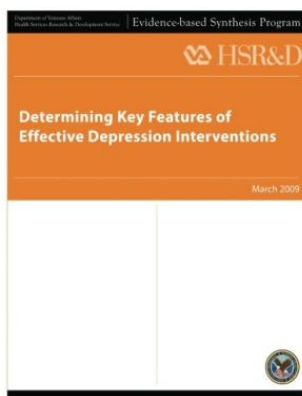 Department of Veterans Affairs
Health Services Research & Development Service
Evidence-based Synthesis Program
VA HSR&D
Determining Key Features of
Effective Depression Interventions
March 2009